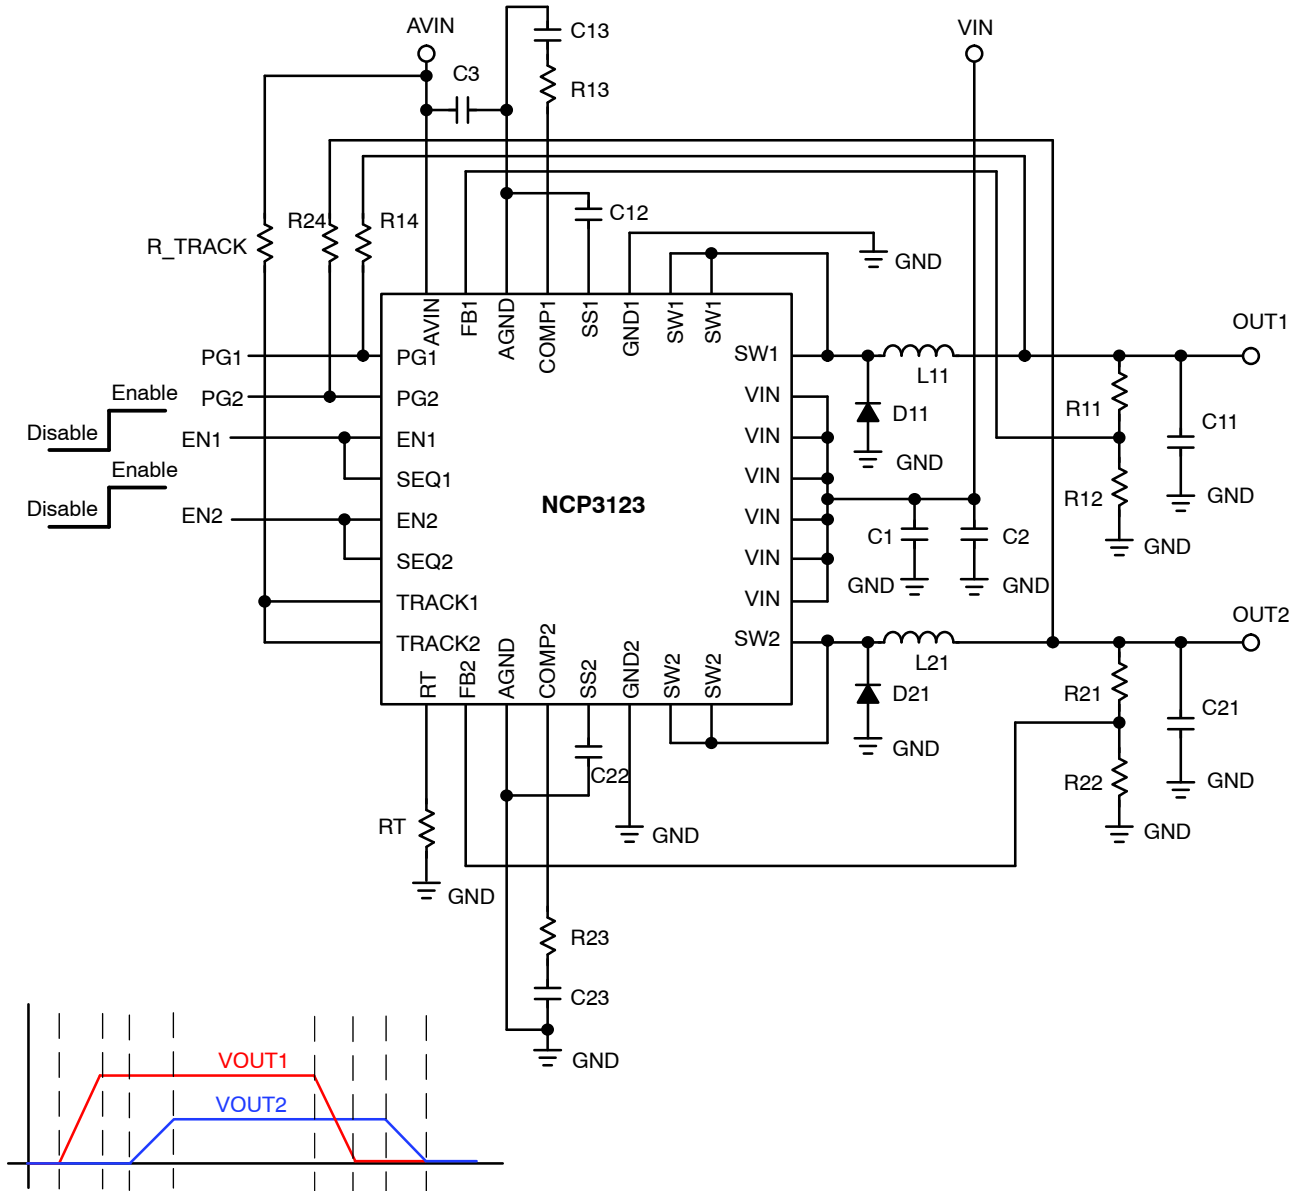 AVIN
C13
VIN
C3
R13
R24
R14
C12
R_TRACK
GND
AVIN
FB1
AGND
COMP1
SS1
GND1
SW1
SW1
OUT1
PG1
PG1
SW1
L11
Enable
PG2
PG2
VIN
R11
D11
C11
Disable
EN1
EN1
VIN
GND
Enable
SEQ1
VIN
R12
GND
Disable
EN2
EN2
NCP3123
VIN
C1
C2
GND
SEQ2
VIN
GND
GND
TRACK1
VIN
OUT2
TRACK2
SW2
L21
RT
FB2
AGND
COMP2
SS2
GND2
SW2
SW2
D21
R21
C21
GND
C22
R22
GND
RT
GND
GND
GND
R23
C23
GND
VOUT1
VOUT2